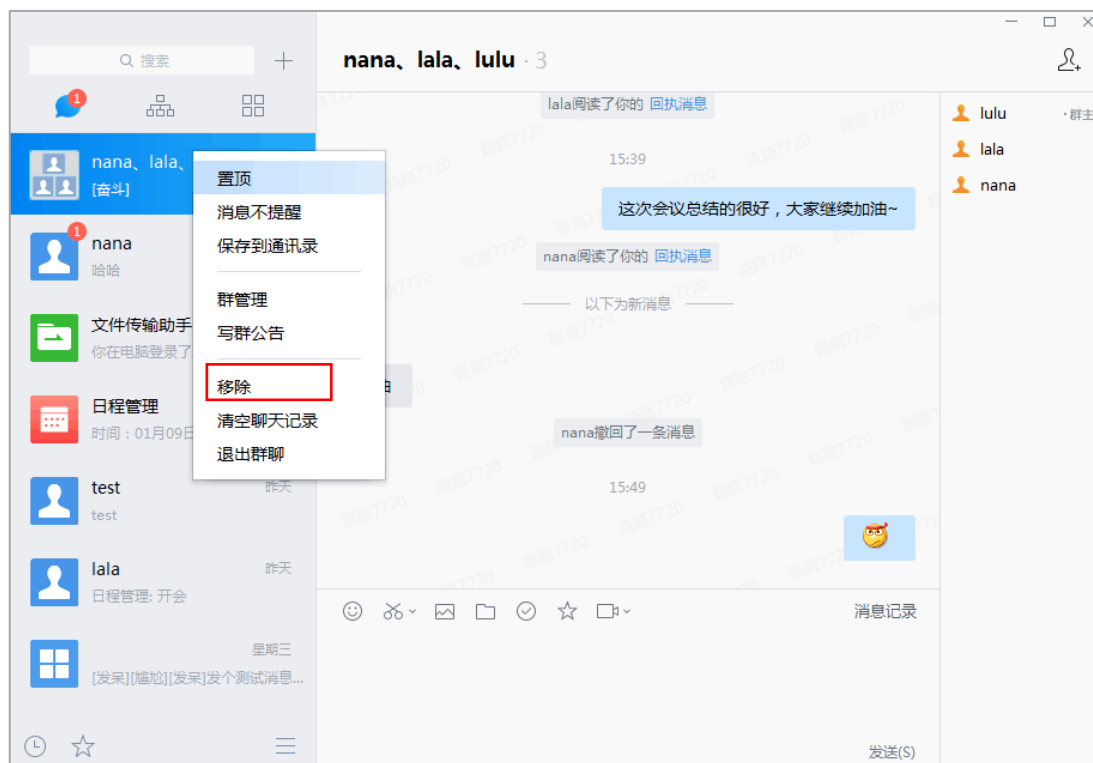 搜索
1
nana、lala、
[奋斗]
1
nana
哈哈
文件传输助手
你在电脑登录了
日程管理
时间：01月09日
test
昨天
test
lala
昨天
日程管理: 开会
星期三
[发呆][尴尬][发呆]发个测试消息...
置顶
消息不提醒
保存到通讯录
群管理
写群公告
移除
清空聊天记录
退出群聊
nana、lala、lulu · 3
lala阅读了你的 回执消息
15:39
这次会议总结的很好，大家继续加油~
nana阅读了你的 回执消息
以下为新消息
nana撤回了一条消息
15:49
消息记录
发送(S)
lulu
·群主
lala
nana
路路7720